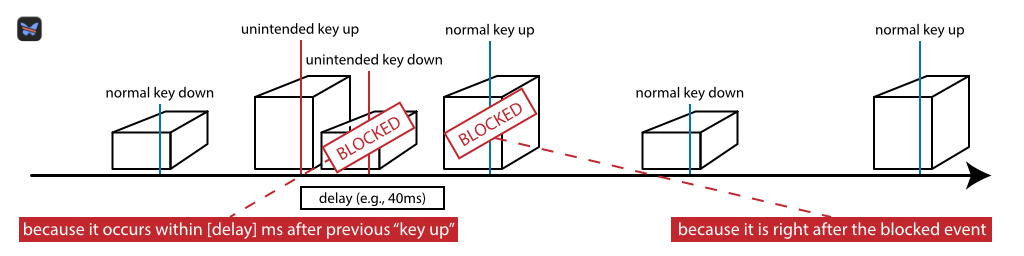 unintended key up
normal key up
normal key up
unintended key down
normal key down
normal key down
BLOCKED
BLOCKED
delay (e.g., 40ms)
because it occurs within [delay] ms after previous “key up”
because it is right after the blocked event